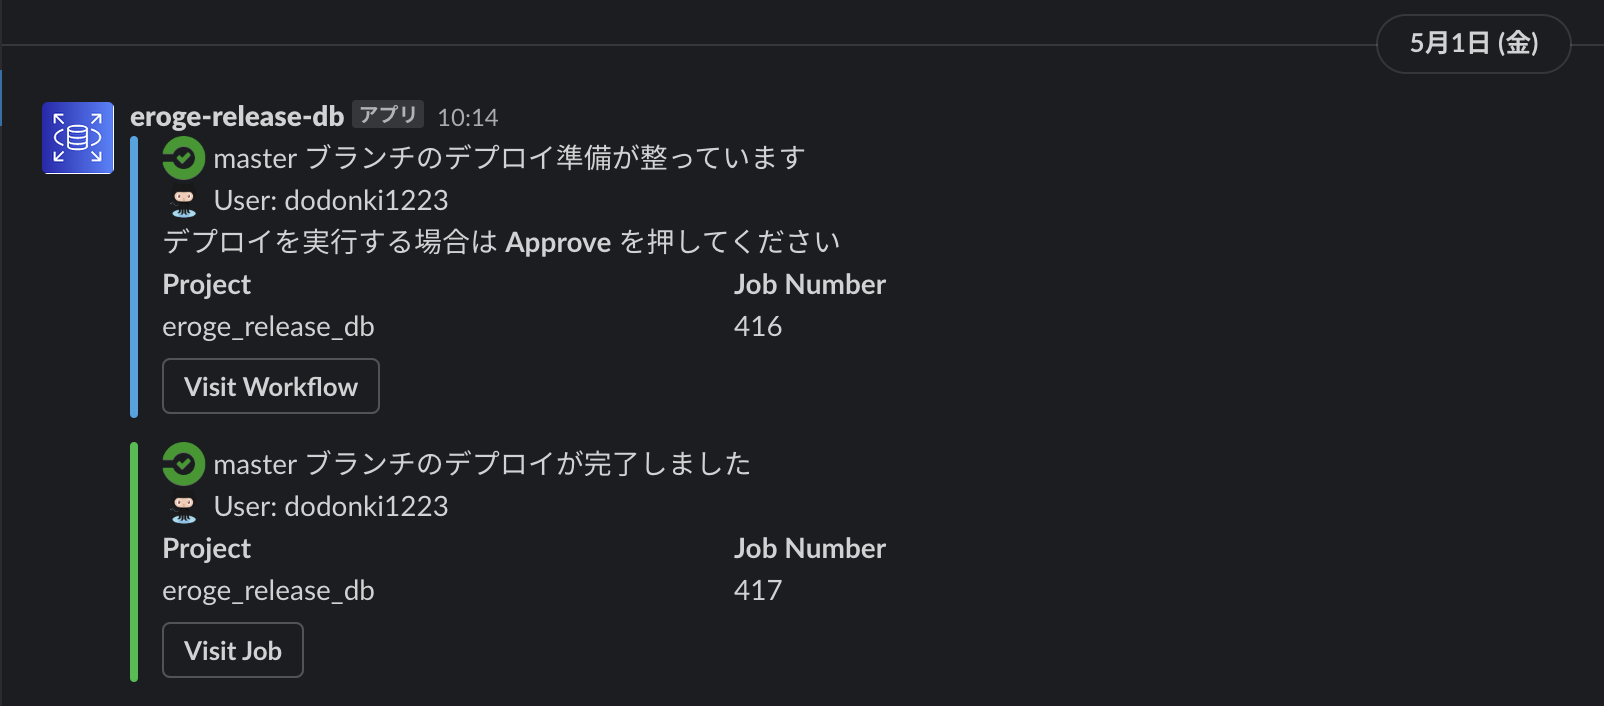 5月1日 (金)
eroge-release-db アプリ 10:14
master ブランチのデプロイ準備が整っています
User: dodonki1223
デプロイを実行する場合は Approve を押してください
Project Job Number
eroge_release_db 416
Visit Workflow
master ブランチのデプロイが完了しました
User: dodonki1223
Project Job Number
eroge_release_db 417
Visit Job